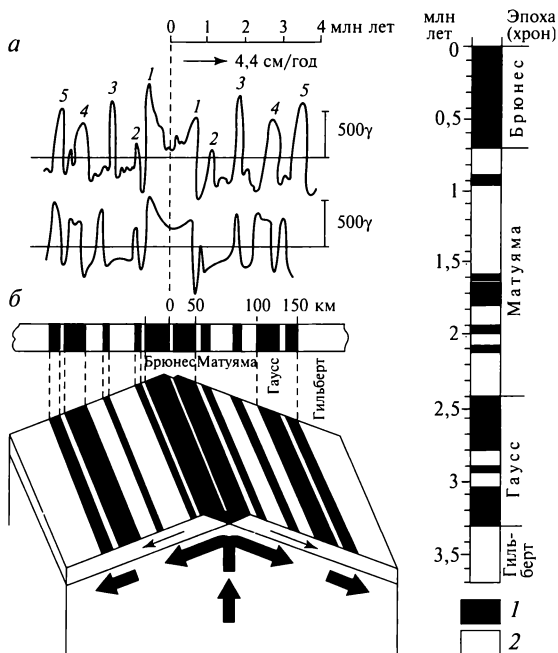 а
0 1 2 3 4 млн лет
4,4 см/год
5 4 3 2 1 1 2 3 4 5
500γ
500γ
б
0 50 100 150 км
Брюнес Матуяма Гаусс Гильберт
млн лет
Эпоха (хрон)
0
0,5
1
1,5
2
2,5
3
3,5
Брюнес
Матуяма
Гаусс
Гиль-
берт
1
2